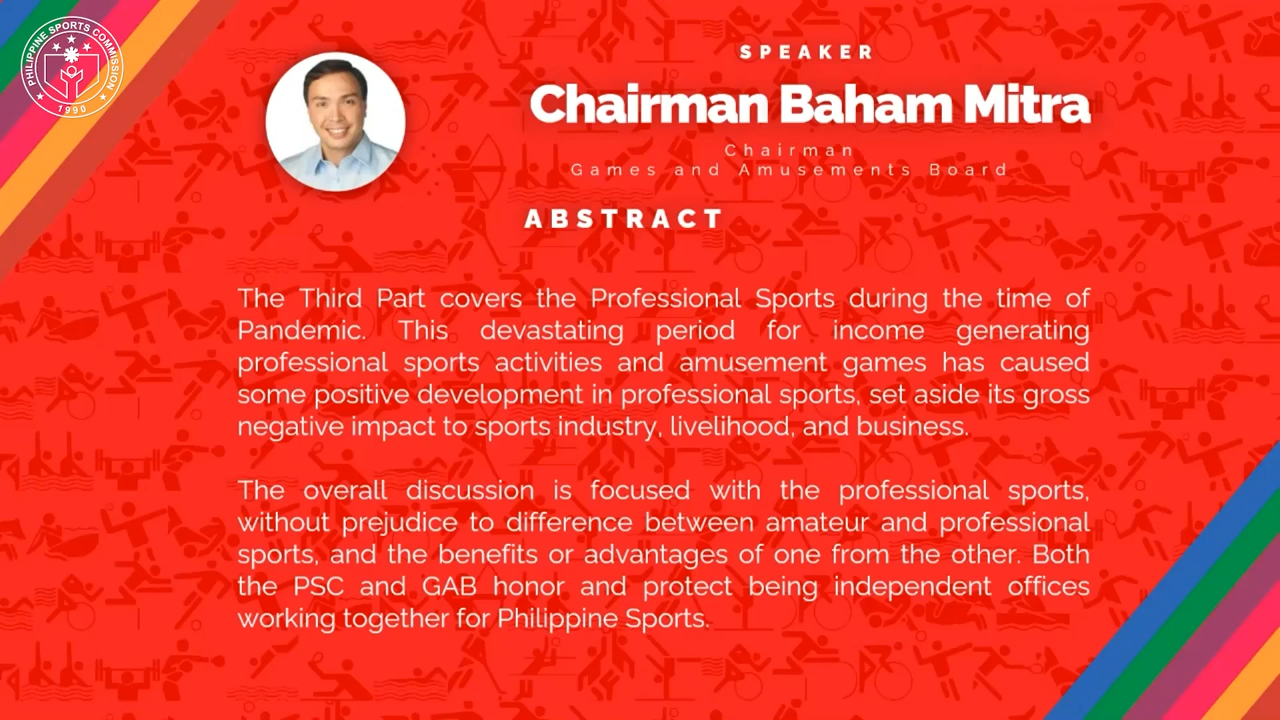 PHILIPPINE SPORTS COMMISSION
1990
SPEAKER
Chairman Baham Mitra
Chairman
Games and Amusements Board
ABSTRACT
The Third Part covers the Professional Sports during the time of
Pandemic. This devastating period for income generating
professional sports activities and amusement games has caused
some positive development in professional sports, set aside its gross
negative impact to sports industry, livelihood, and business.
The overall discussion is focused with the professional sports,
without prejudice to difference between amateur and professional
sports, and the benefits or advantages of one from the other. Both
the PSC and GAB honor and protect being independent offices
working together for Philippine Sports.